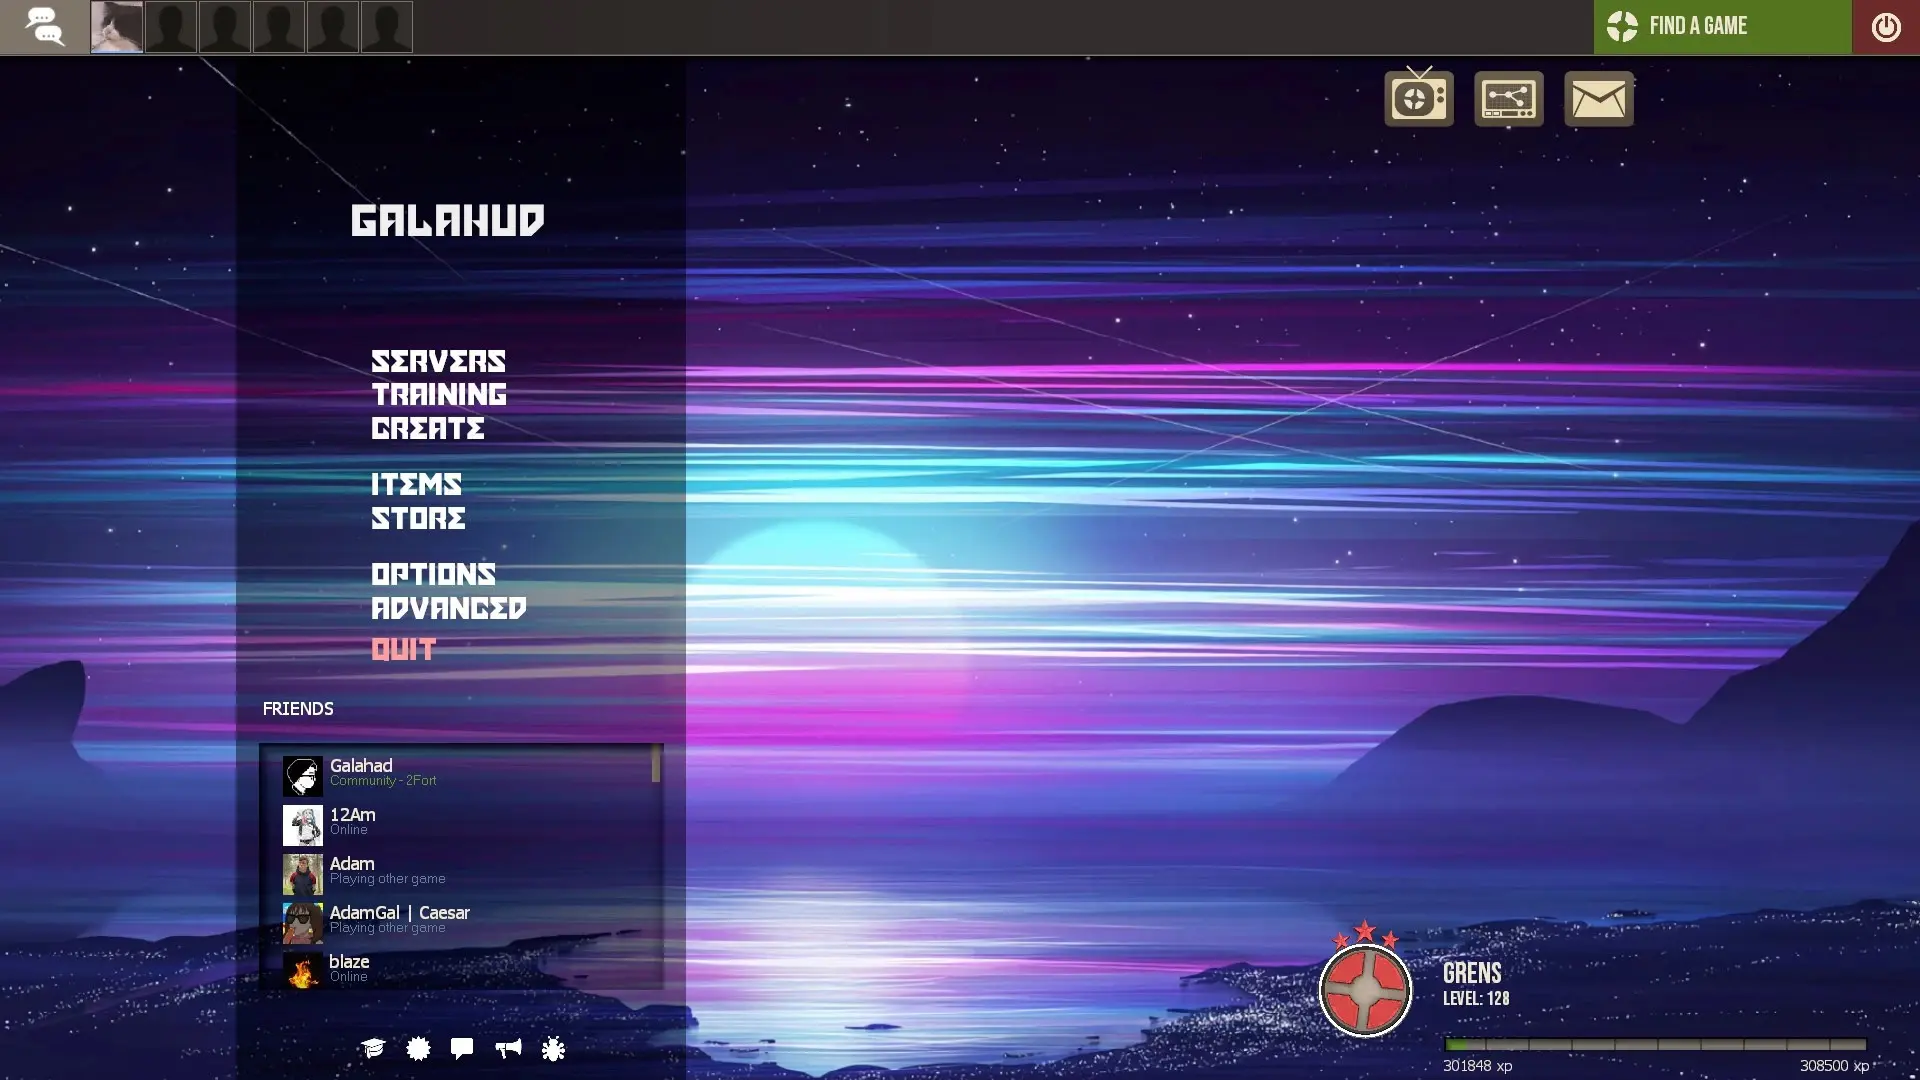 FIND A GAME
GALAHUD
SERVERS
TRAINING
CREATE
ITEMS
STORE
OPTIONS
ADVANCED
QUIT
FRIENDS
Galahad
Community - 2Fort
12Am
Online
Adam
Playing other game
AdamGal | Caesar
Playing other game
blaze
Online
GRENS
LEVEL: 128
301848 xp
308500 xp